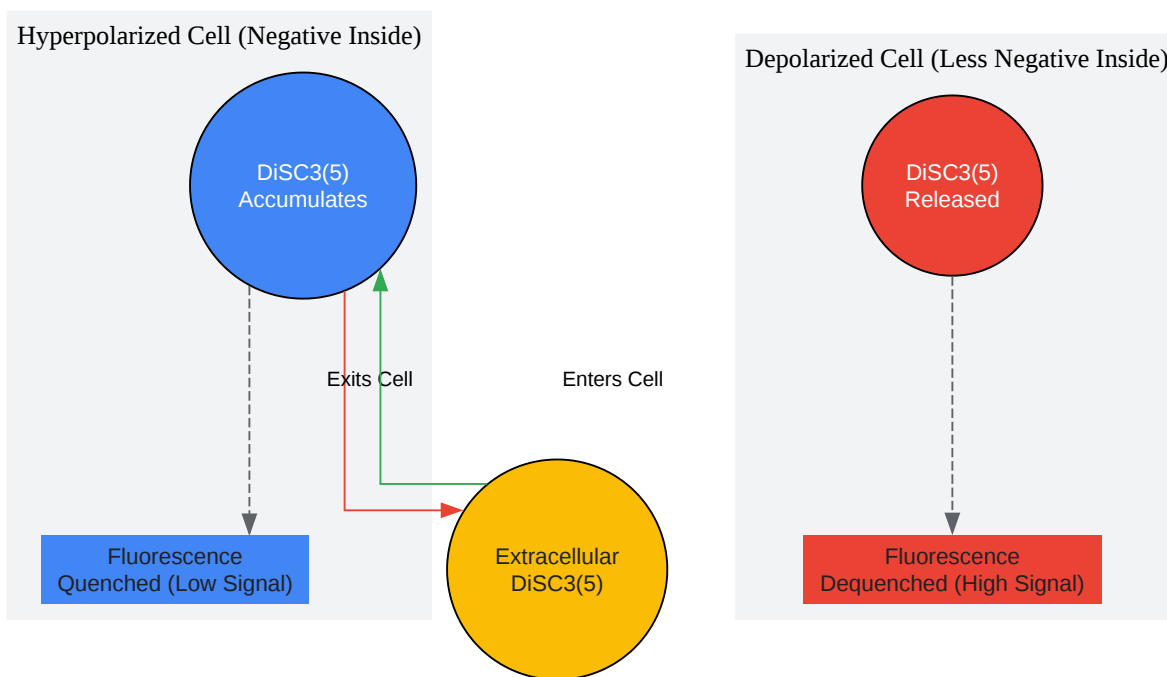 Hyperpolarized Cell (Negative Inside)
DiSC3(5)
Accumulates
Fluorescence
Quenched (Low Signal)
Exits Cell
Enters Cell
Extracellular
DiSC3(5)
Depolarized Cell (Less Negative Inside)
DiSC3(5)
Released
Fluorescence
Dequenched (High Signal)